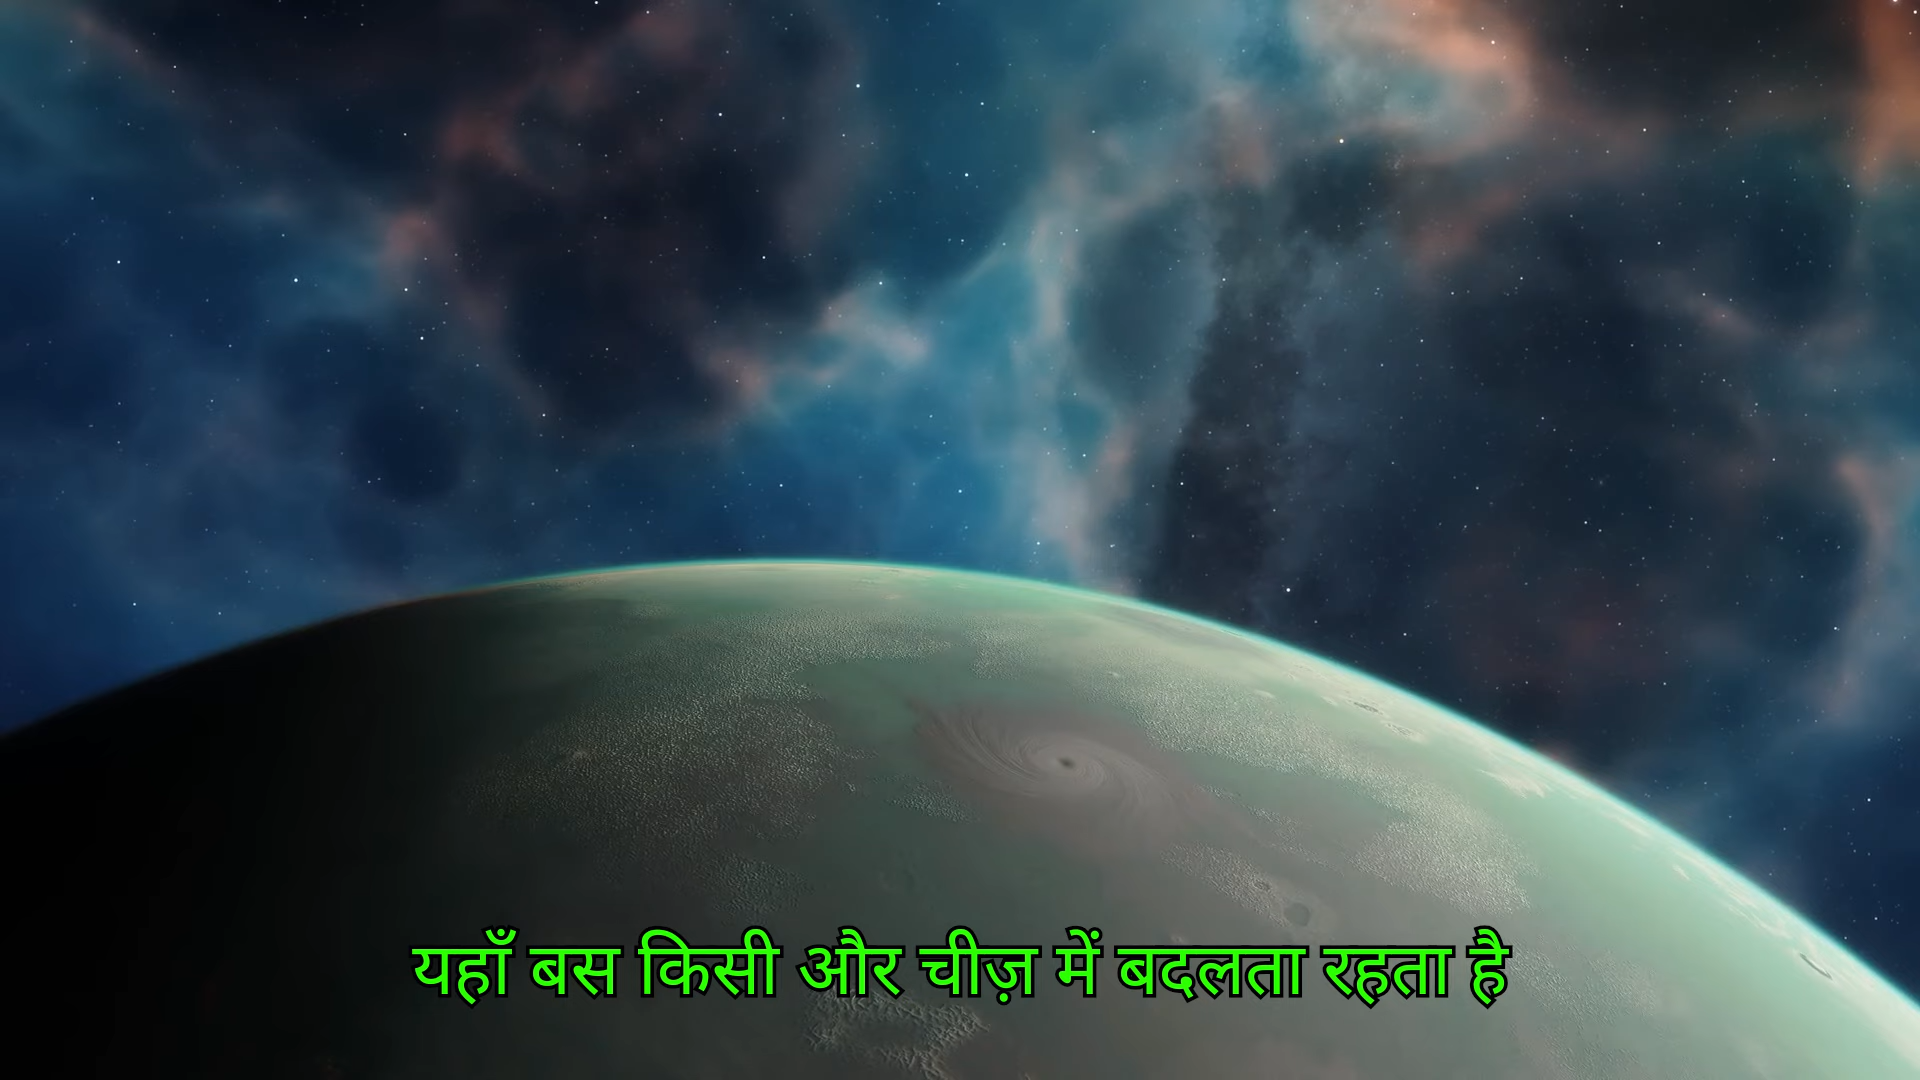 यहाँ बस किसी और चीज़ में बदलता रहता है